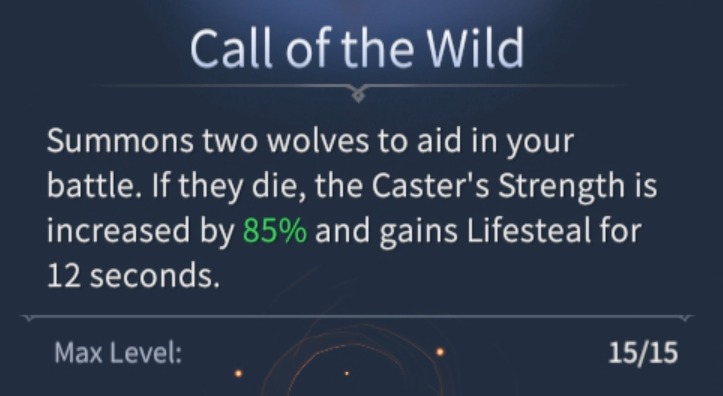 Call of the Wild
Summons two wolves to aid in your
battle. If they die, the Caster's Strength is
increased by 85% and gains Lifesteal for
12 seconds.
Max Level: 15/15